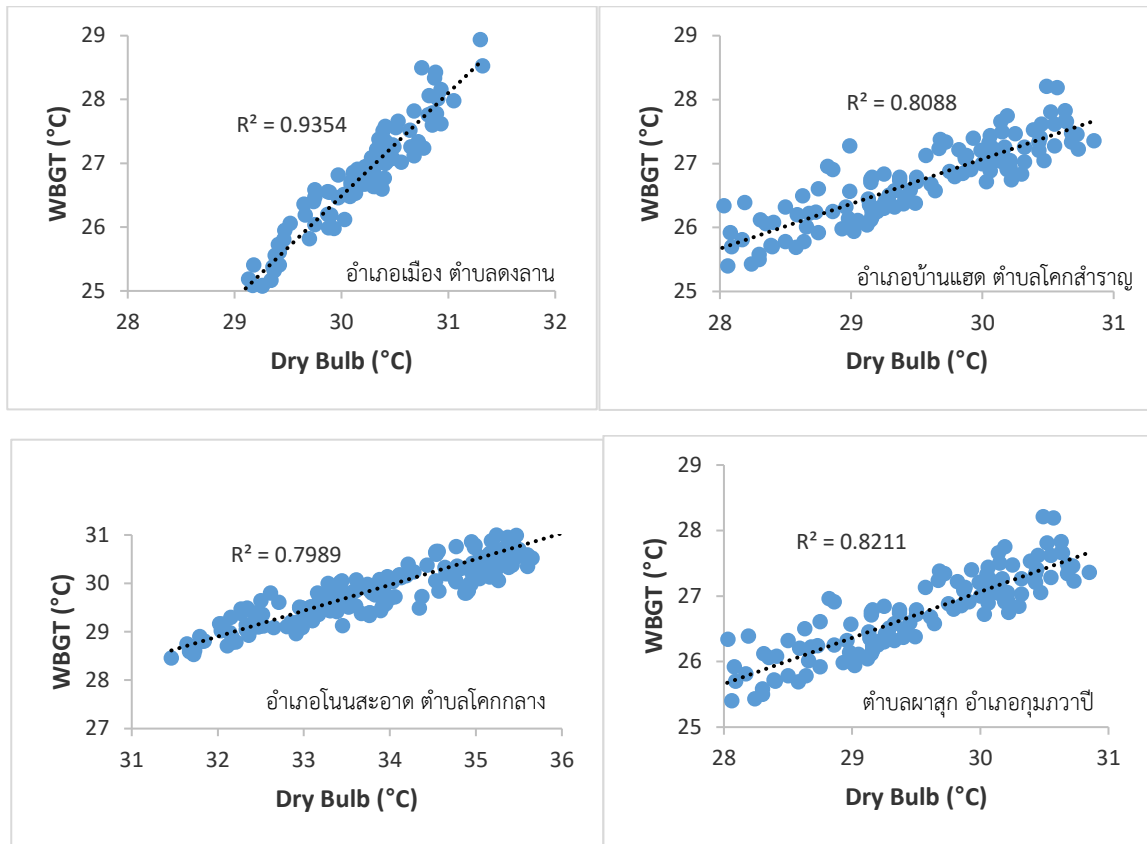 29
28
27
26
25
WBGT (°C)
R² = 0.9354
อำเภอเมือง ตำบลดงลาน
28 29 30 31 32
Dry Bulb (°C)
29
28
27
26
25
WBGT (°C)
R² = 0.8088
อำเภอบ้านแฮด ตำบลโคกสำราญ
28 29 30 31
Dry Bulb (°C)
31
30
29
28
27
WBGT (°C)
R² = 0.7989
อำเภอโนนสะอาด ตำบลโคกกลาง
31 32 33 34 35 36
Dry Bulb (°C)
29
28
27
26
25
WBGT (°C)
R² = 0.8211
ตำบลผาสุก อำเภอกุมภวาปี
28 29 30 31
Dry Bulb (°C)